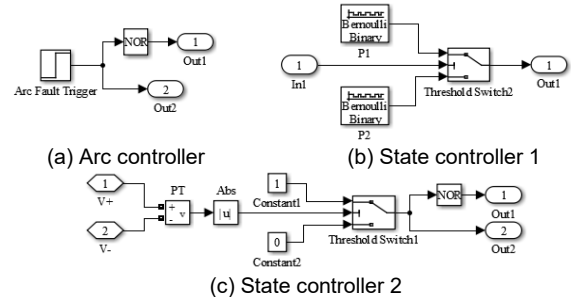 NOR
1
Out1
Arc Fault Trigger
2
Out2
(a) Arc controller
Bernoulli
Binary
P1
1
In1
1
Out1
Threshold Switch2
Bernoulli
Binary
P2
(b) State controller 1
1
V+
2
V-
PT
+
-
v
Abs
|u|
1
Constant1
0
Constant2
Threshold Switch1
NOR
1
Out1
2
Out2
(c) State controller 2